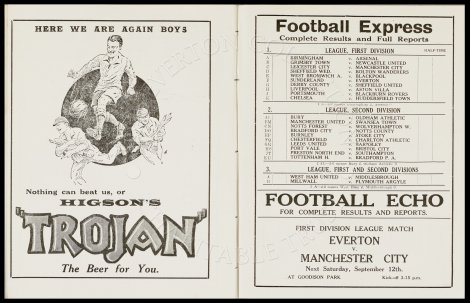 HERE WE ARE AGAIN BOYS
Nothing can beat us, or
HIGSON'S
"TROJAN"
The Beer for You.
Football Express
Complete Results and Full Reports
1. LEAGUE, FIRST DIVISION HALF-TIME
A BIRMINGHAM v. ARSENAL
B GRIMSBY TOWN v. NEWCASTLE UNITED
C LEICESTER CITY v. MANCHESTER CITY
D SHEFFIELD WED. v. BOLTON WANDERERS
E WEST BROMWICH A. v. BLACKPOOL
F SUNDERLAND v. EVERTON
G DERBY COUNTY v. SHEFFIELD UNITED
H LIVERPOOL v. ASTON VILLA
J PORTSMOUTH v. BLACKBURN ROVERS
K CHELSEA v. HUDDERSFIELD TOWN
2. LEAGUE, SECOND DIVISION
BURY v. OLDHAM ATHLETIC
MANCHESTER UNITED v. SWANSEA TOWN
NOTTS FOREST v. WOLVERHAMPTON W.
BRADFORD CITY v. NOTTS COUNTY
BURNLEY v. STOKE CITY
CHESTERFIELD v. CHARLTON ATHLETIC
LEEDS UNITED v. BARNSLEY
PORT VALE v. BRISTOL CITY
PRESTON NORTH END v. SOUTHAMPTON
TOTTENHAM H. v. BRADFORD P. A.
3. LEAGUE, FIRST AND SECOND DIVISIONS
WEST HAM UNITED v. MIDDLESBROUGH
MILLWALL v. PLYMOUTH ARGYLE
FOOTBALL ECHO
FOR COMPLETE RESULTS AND REPORTS.
FIRST DIVISION LEAGUE MATCH
EVERTON
v.
MANCHESTER CITY
Next Saturday, September 12th.
AT GOODISON PARK Kick-off 3-15 p.m.